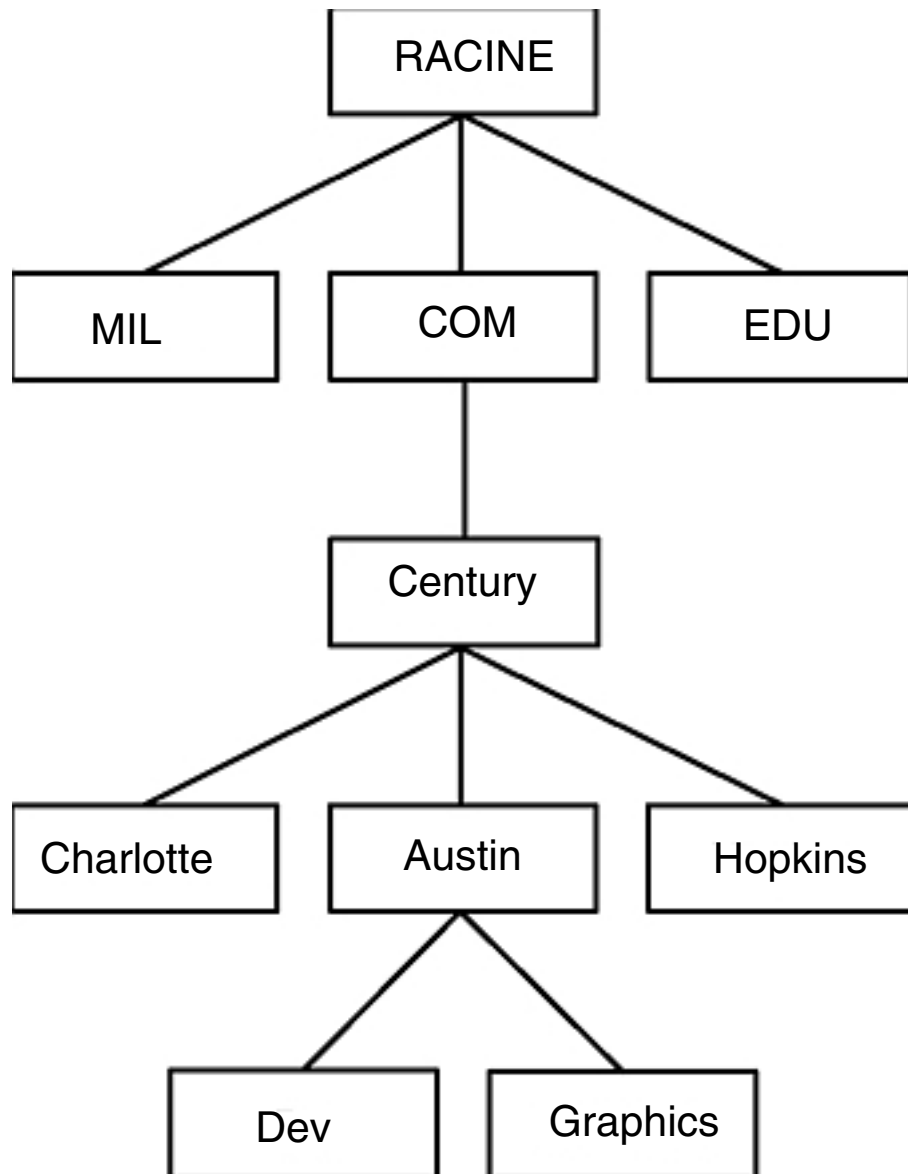 RACINE
MIL
COM
EDU
Century
Charlotte
Austin
Hopkins
Dev
Graphics